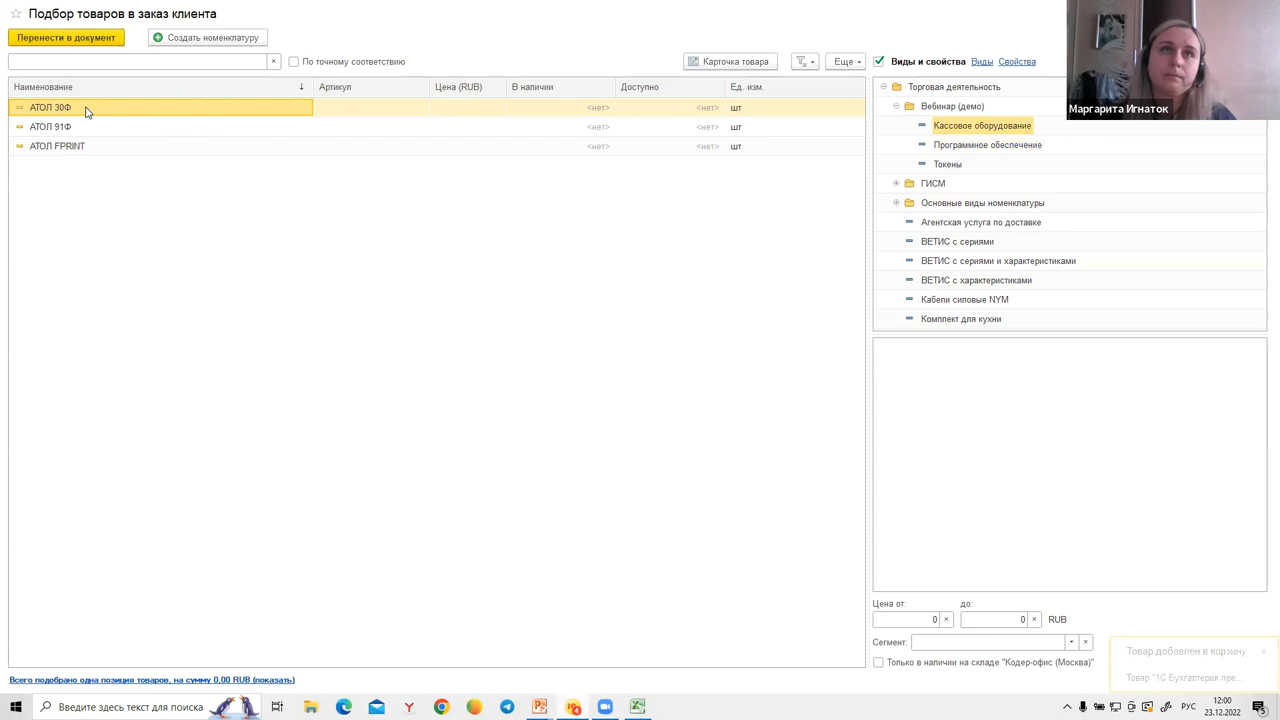 Подбор товаров в заказ клиента
Перенести в документ
Создать номенклатуру
По точному соответствию
Карточка товара
Еще
Виды и свойства Виды Свойства
Наименование Артикул Цена (RUB) В наличии Доступно Ед. изм.
АТОЛ 30Ф <нет> <нет> шт
АТОЛ 91Ф <нет> <нет> шт
АТОЛ FPRINT <нет> <нет> шт
Торговая деятельность
Вебинар (демо)
Кассовое оборудование
Программное обеспечение
Токены
ГИСМ
Основные виды номенклатуры
Агентская услуга по доставке
ВЕТИС с сериями
ВЕТИС с сериями и характеристиками
ВЕТИС с характеристиками
Кабели силовые NYM
Комплект для кухни
Маргарита Игнаток
Цена от: до:
0 0 RUB
Сегмент:
Только в наличии на складе "Кодер-офис (Москва)"
Товар добавлен в корзину
Товар "1С Бухгалтерия пре...
Всего подобрано одна позиция товаров, на сумму 0,00 RUB (показать)
Введите здесь текст для поиска
РУС
12:00
23.12.2022
5